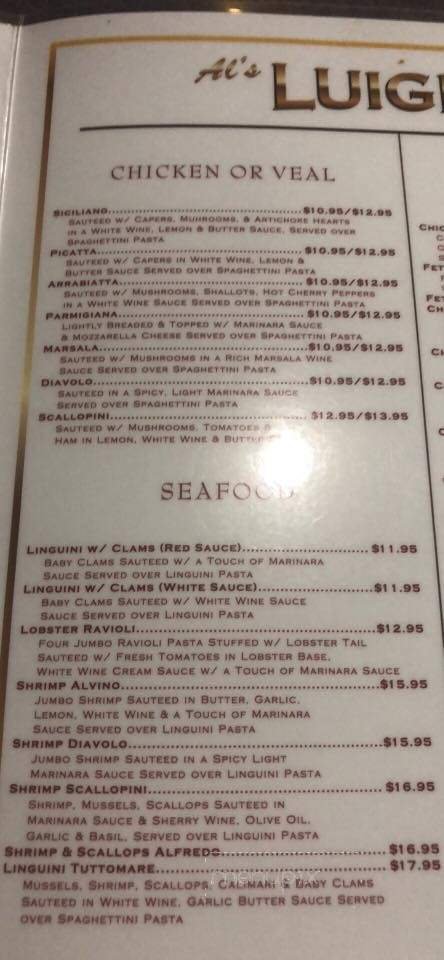 Al's LUIG
CHICKEN OR VEAL
SICILIANO...$10.95/$12.95
SAUTEED W/ CAPERS, MUHROOMS, & ARTICHOKE HEARTS
IN A WHITE WINE, LEMON & BUTTER SAUCE, SERVED OVER
SPAGHETTINI PASTA
PICATTA...$10.95/$12.95
SAUTEED W/ CAPERS IN WHITE WINE, LEMON &
BUTTER SAUCE SERVED OVER SPAGHETTINI PASTA
ARRABIATTA...$10.95/$12.95
SAUTEED W/ MUSHROOMS, SHALLOTS, HOT CHERRY PEPPERS
IN A WHITE WINE SAUCE SERVED OVER SPAGHETTINI PASTA
PARMIGIANA...$10.95/$12.95
LIGHTLY BREADED & TOPPED W/ MARINARA SAUCE
& MOZZARELLA CHEESE SERVED OVER SPAGHETTINI PASTA
MARSALA...$10.95/$12.95
SAUTEED W/ MUSHROOMS IN A RICH MARSALA WINE
SAUCE SERVED OVER SPAGHETTINI PASTA
DIAVOLO...$10.95/$12.95
SAUTEED IN A SPICY, LIGHT MARINARA SAUCE
SERVED OVER SPAGHETTINI PASTA
SCALLOPINI...$12.95/$13.95
SAUTEED W/ MUSHROOMS, TOMATOES &
HAM IN LEMON, WHITE WINE & BUTTER
SEAFOOD
LINGUINI W/ CLAMS (RED SAUCE)...$11.95
BABY CLAMS SAUTEED W/ A TOUCH OF MARINARA
SAUCE SERVED OVER LINGUINI PASTA
LINGUINI W/ CLAMS (WHITE SAUCE)...$11.95
BABY CLAMS SAUTEED W/ WHITE WINE SAUCE
SAUCE SERVED OVER LINGUINI PASTA
LOBSTER RAVIOLI...$12.95
FOUR JUMBO RAVIOLI PASTA STUFFED W/ LOBSTER TAIL
SAUTEED W/ FRESH TOMATOES IN LOBSTER BASE,
WHITE WINE CREAM SAUCE W/ A TOUCH OF MARINARA SAUCE
SHRIMP ALVINO...$15.95
JUMBO SHRIMP SAUTEED IN BUTTER, GARLIC,
LEMON, WHITE WINE & A TOUCH OF MARINARA
SAUCE SERVED OVER LINGUINI PASTA
SHRIMP DIAVOLO...$15.95
JUMBO SHRIMP SAUTEED IN A SPICY LIGHT
MARINARA SAUCE SERVED OVER LINGUINI PASTA
SHRIMP SCALLOPINI...$16.95
SHRIMP, MUSSELS, SCALLOPS SAUTEED IN
MARINARA SAUCE & SHERRY WINE, OLIVE OIL,
GARLIC & BASIL, SERVED OVER LINGUINI PASTA
SHRIMP & SCALLOPS ALFREDO...$16.95
LINGUINI TUTTOMARE...$17.95
MUSSELS, SHRIMP, SCALLOPS, CALIMARI & BABY CLAMS
SAUTEED IN WHITE WINE, GARLIC BUTTER SAUCE SERVED
OVER SPAGHETTINI PASTA